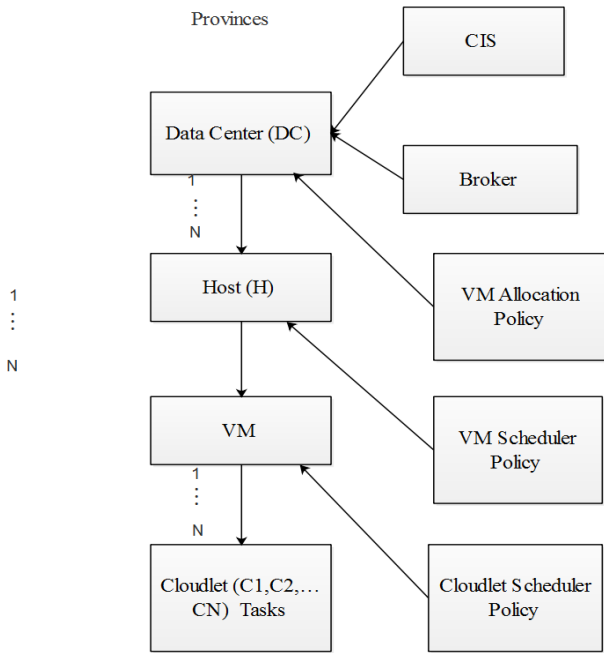 Provinces
CIS
Data Center (DC)
Broker
1
⋮
N
Host (H)
VM Allocation
Policy
1
⋮
N
VM
VM Scheduler
Policy
1
⋮
N
Cloudlet (C1,C2,…
CN) Tasks
Cloudlet Scheduler
Policy